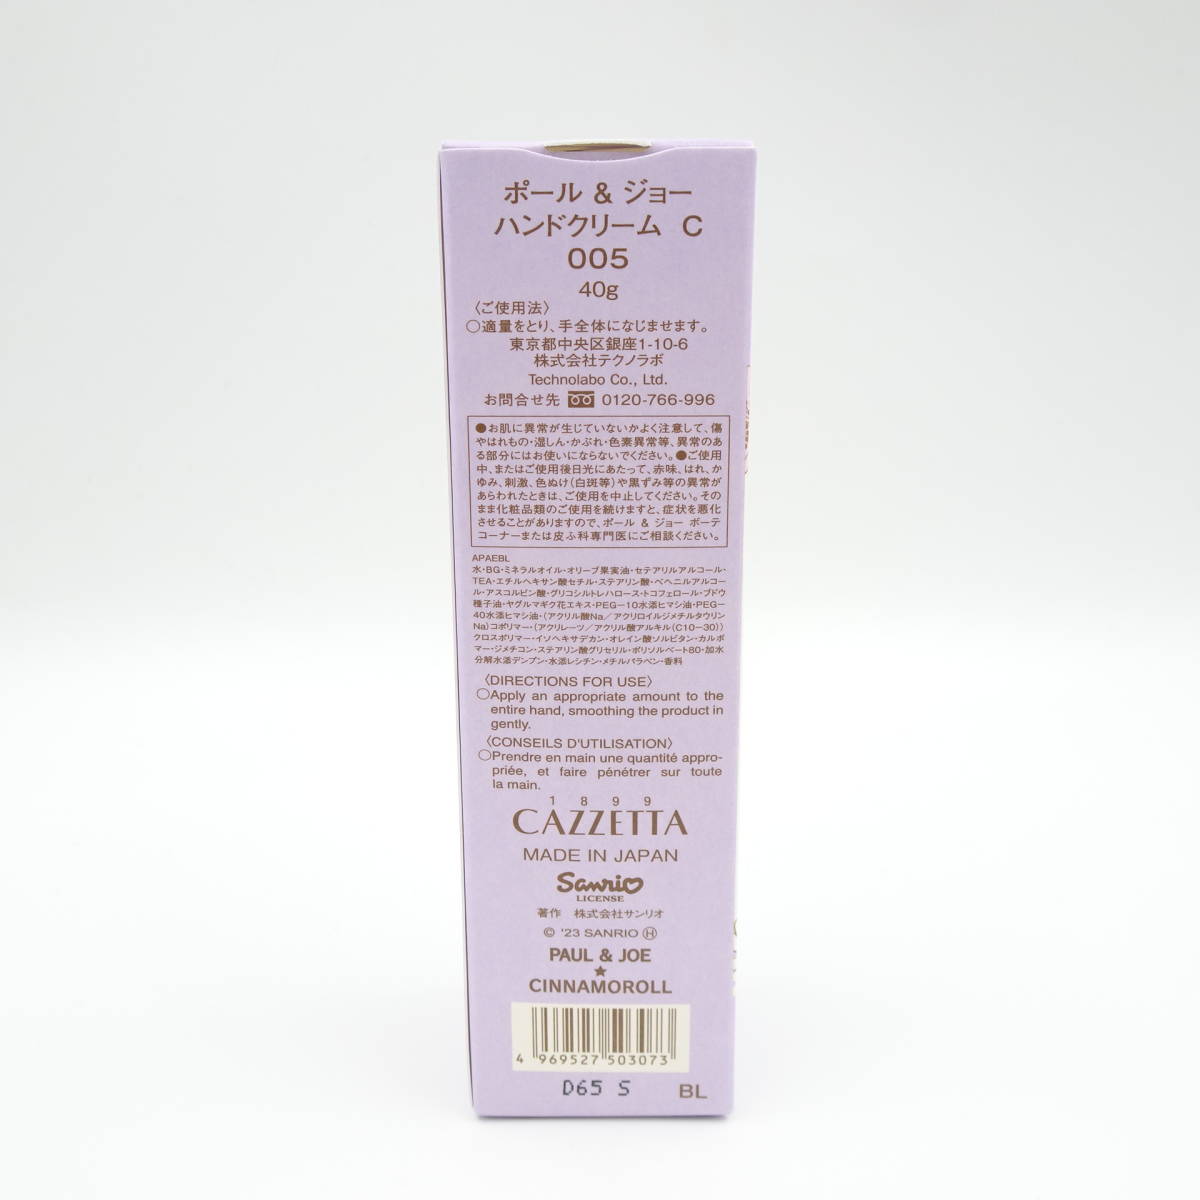 ポール & ジョー
ハンドクリーム C
005
40g
〈ご使用法〉
○適量をとり、手全体になじませます。
東京都中央区銀座1-10-6
株式会社テクノラボ
Technolabo Co., Ltd.
お問合せ先 0120-766-996
●お肌に異常が生じていないかよく注意して、傷
やはれもの・湿しん・かぶれ・色素異常等、異常のあ
る部分にはお使いにならないでください。●ご使用
中、またはご使用後日光にあたって、赤味、はれ、か
ゆみ、刺激、色ぬけ(白斑等)や黒ずみ等の異常が
あらわれたときは、ご使用を中止してください。その
まま化粧品類のご使用を続けますと、症状を悪化
させることがありますので、ポール & ジョー ボーテ
コーナーまたは皮ふ科専門医にご相談ください。
APAEBL
水・BG・ミネラルオイル・オリーブ果実油・セテアリルアルコール・
TEA・エチルヘキサン酸セチル・ステアリン酸・ベヘニルアルコー
ル・アスコルビン酸・グリコシルトレハロース・トコフェロール・ブドウ
種子油・ヤグルマギク花エキス・PEG-10水添ヒマシ油・PEG-
40水添ヒマシ油・(アクリル酸Na/アクリロイルジメチルタウリン
Na)コポリマー・(アクリレーツ/アクリル酸アルキル(C10-30))
クロスポリマー・イソヘキサデカン・オレイン酸ソルビタン・カルボ
マー・ジメチコン・ステアリン酸グリセリル・ポリソルベート80・加水
分解水添デンプン・水添レシチン・メチルパラベン・香料
〈DIRECTIONS FOR USE〉
○Apply an appropriate amount to the
entire hand, smoothing the product in
gently.
〈CONSEILS D'UTILISATION〉
○Prendre en main une quantité appro-
priée, et faire pénétrer sur toute
la main.
1 8 9 9
CAZZETTA
MADE IN JAPAN
Sanrio
LICENSE
著作 株式会社サンリオ
© '23 SANRIO Ⓗ
PAUL & JOE
★
CINNAMOROLL
4 969527 503073
D65 S
BL